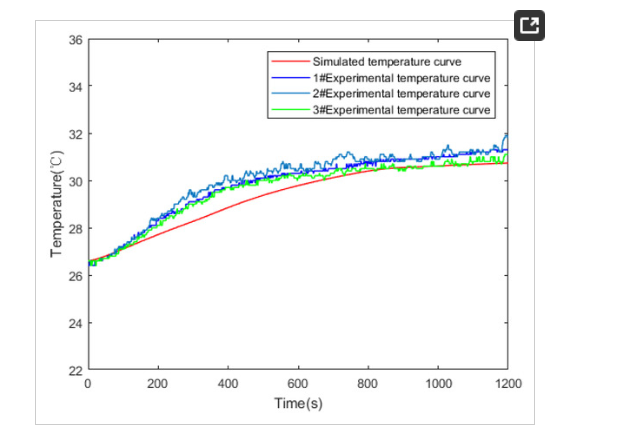 36
34
32
30
28
26
24
22
Temperature(℃)
Simulated temperature curve
1#Experimental temperature curve
2#Experimental temperature curve
3#Experimental temperature curve
0 200 400 600 800 1000 1200
Time(s)